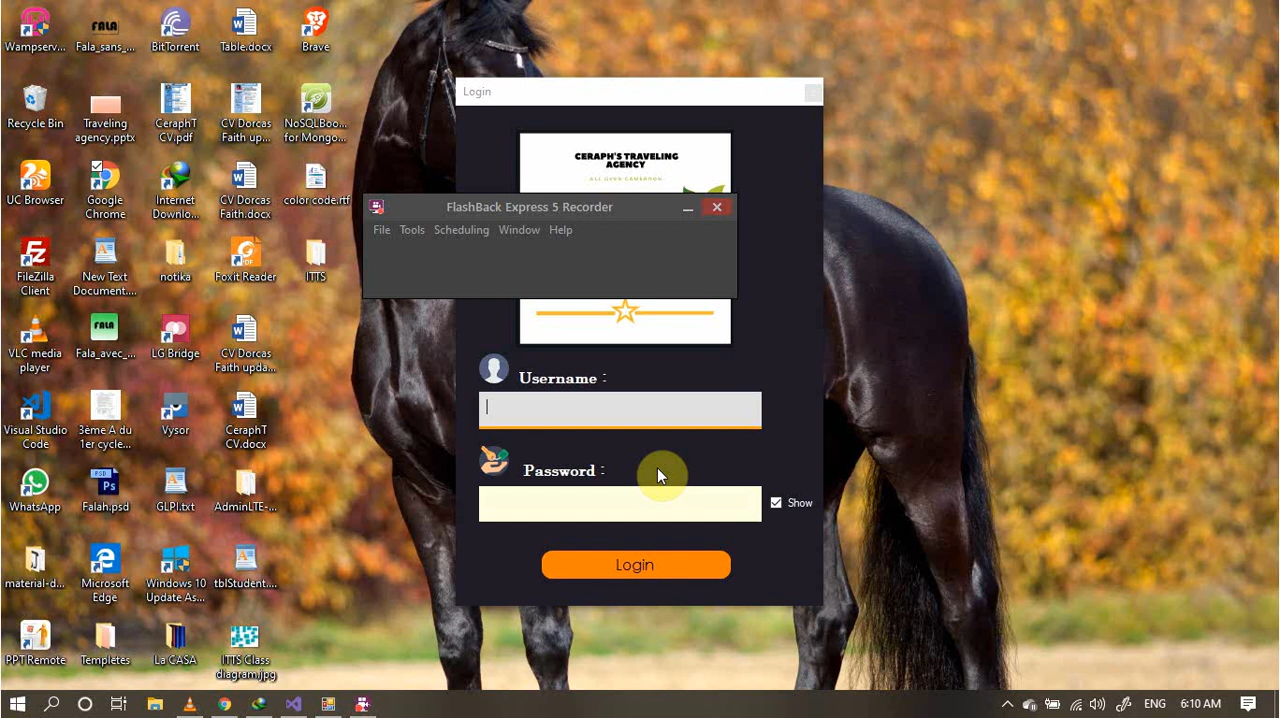 Wampserv...
Fala_sans_...
BitTorrent
Table.docx
Brave
Recycle Bin
Traveling
agency.pptx
CeraphT
CV.pdf
CV Dorcas
Faith up...
NoSQLBoo...
for Mongo...
UC Browser
Google
Chrome
Internet
Downlo...
CV Dorcas
Faith.docx
color code.rtf
FileZilla
Client
New Text
Document....
notika
Foxit Reader
ITTS
VLC media
player
Fala_avec_...
LG Bridge
CV Dorcas
Faith upda...
Visual Studio
Code
3ème A du
1er cycle...
Vysor
CeraphT
CV.docx
WhatsApp
Falah.psd
GLPI.txt
AdminLTE-...
material-d...
Microsoft
Edge
Windows 10
Update As...
tblStudent....
PPT Remote
Templetes
La CASA
ITTS Class
diagram.jpg
Login
CERAPH'S TRAVELING
AGENCY
ALL OVER CAMEROON
FlashBack Express 5 Recorder
File Tools Scheduling Window Help
Username :
Password :
Show
Login
ENG
6:10 AM